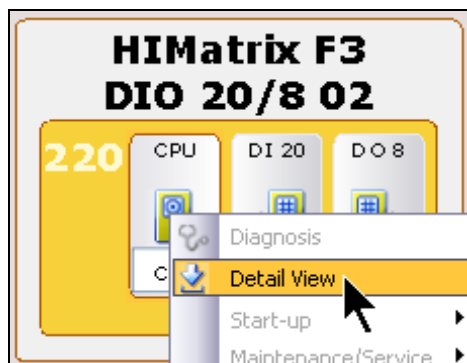 HIMatrix F3
DIO 20/8 02
220 CPU DI 20 DO 8
C
Diagnosis
Detail View
Start-up
Maintenance/Service